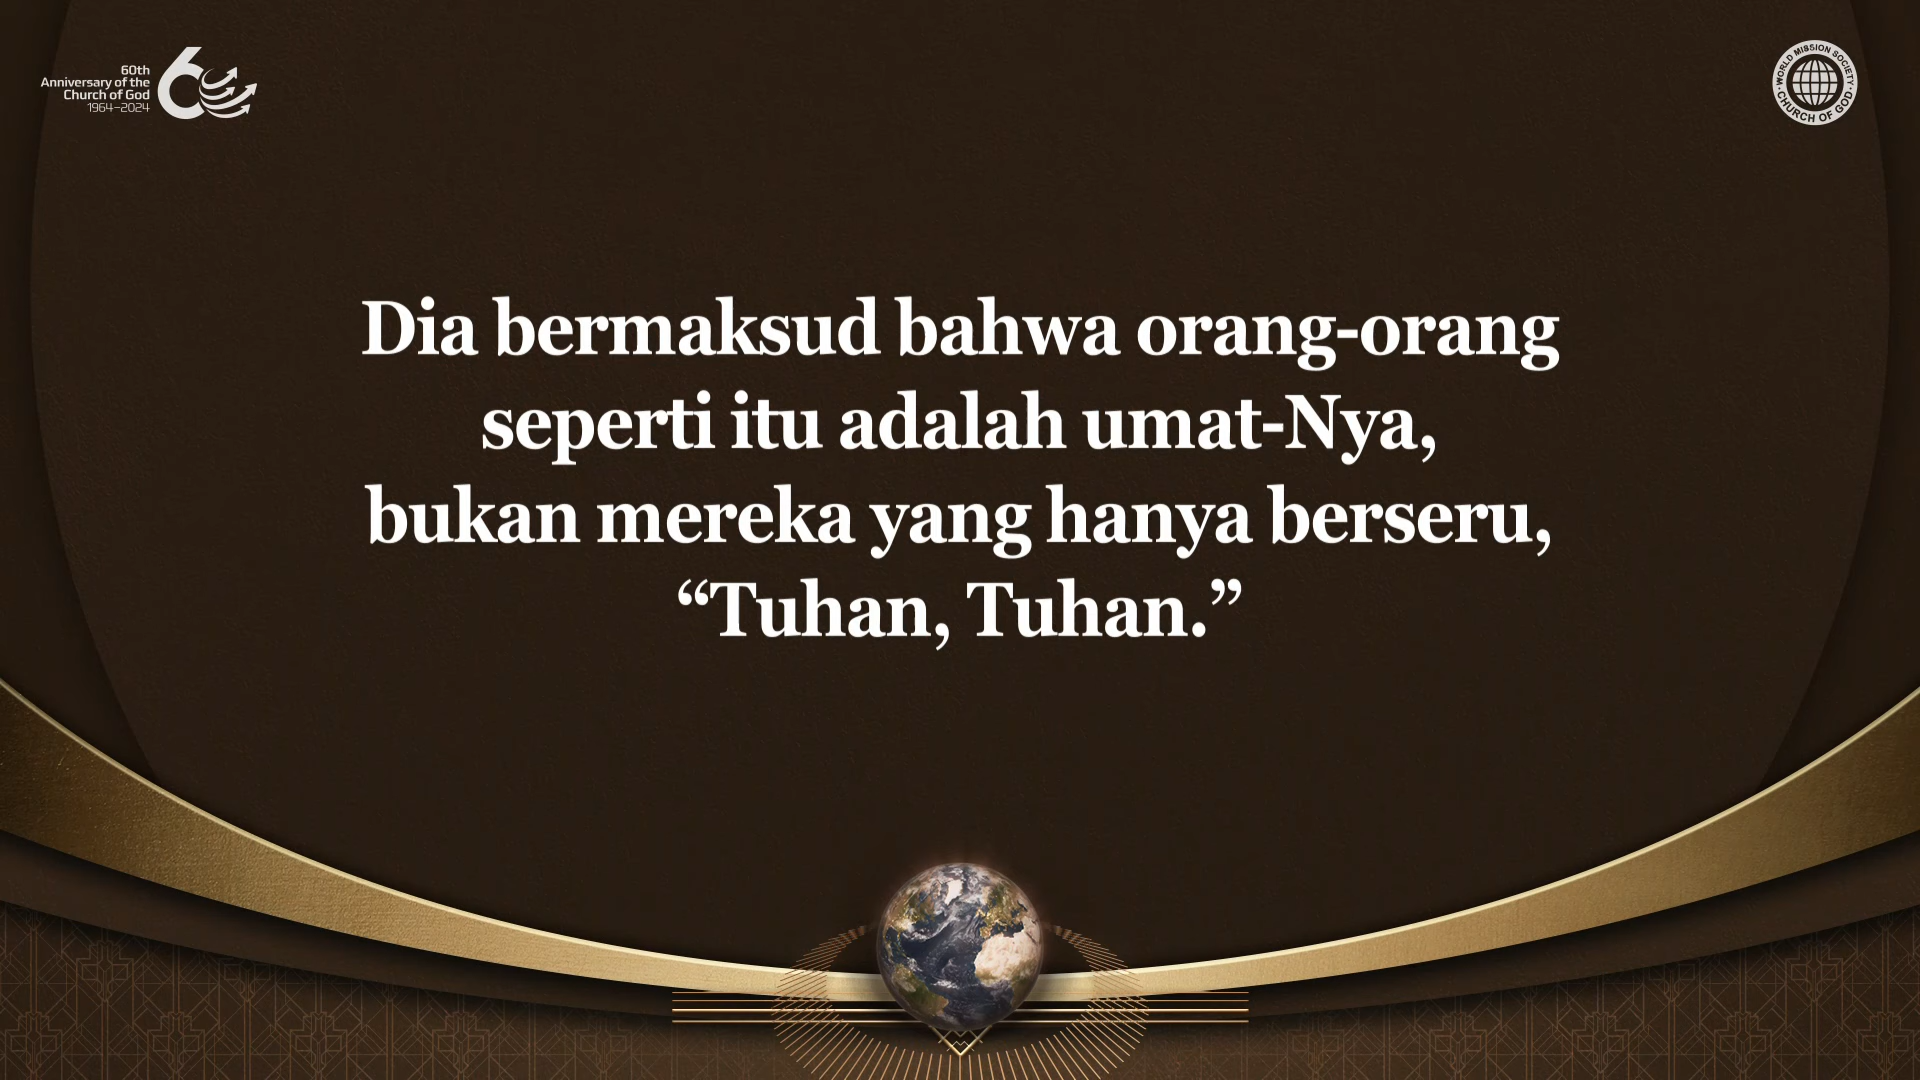 60th
Anniversary of the
Church of God
1964–2024
60
WORLD MISSION SOCIETY
CHURCH OF GOD
Dia bermaksud bahwa orang-orang
seperti itu adalah umat-Nya,
bukan mereka yang hanya berseru,
“Tuhan, Tuhan.”